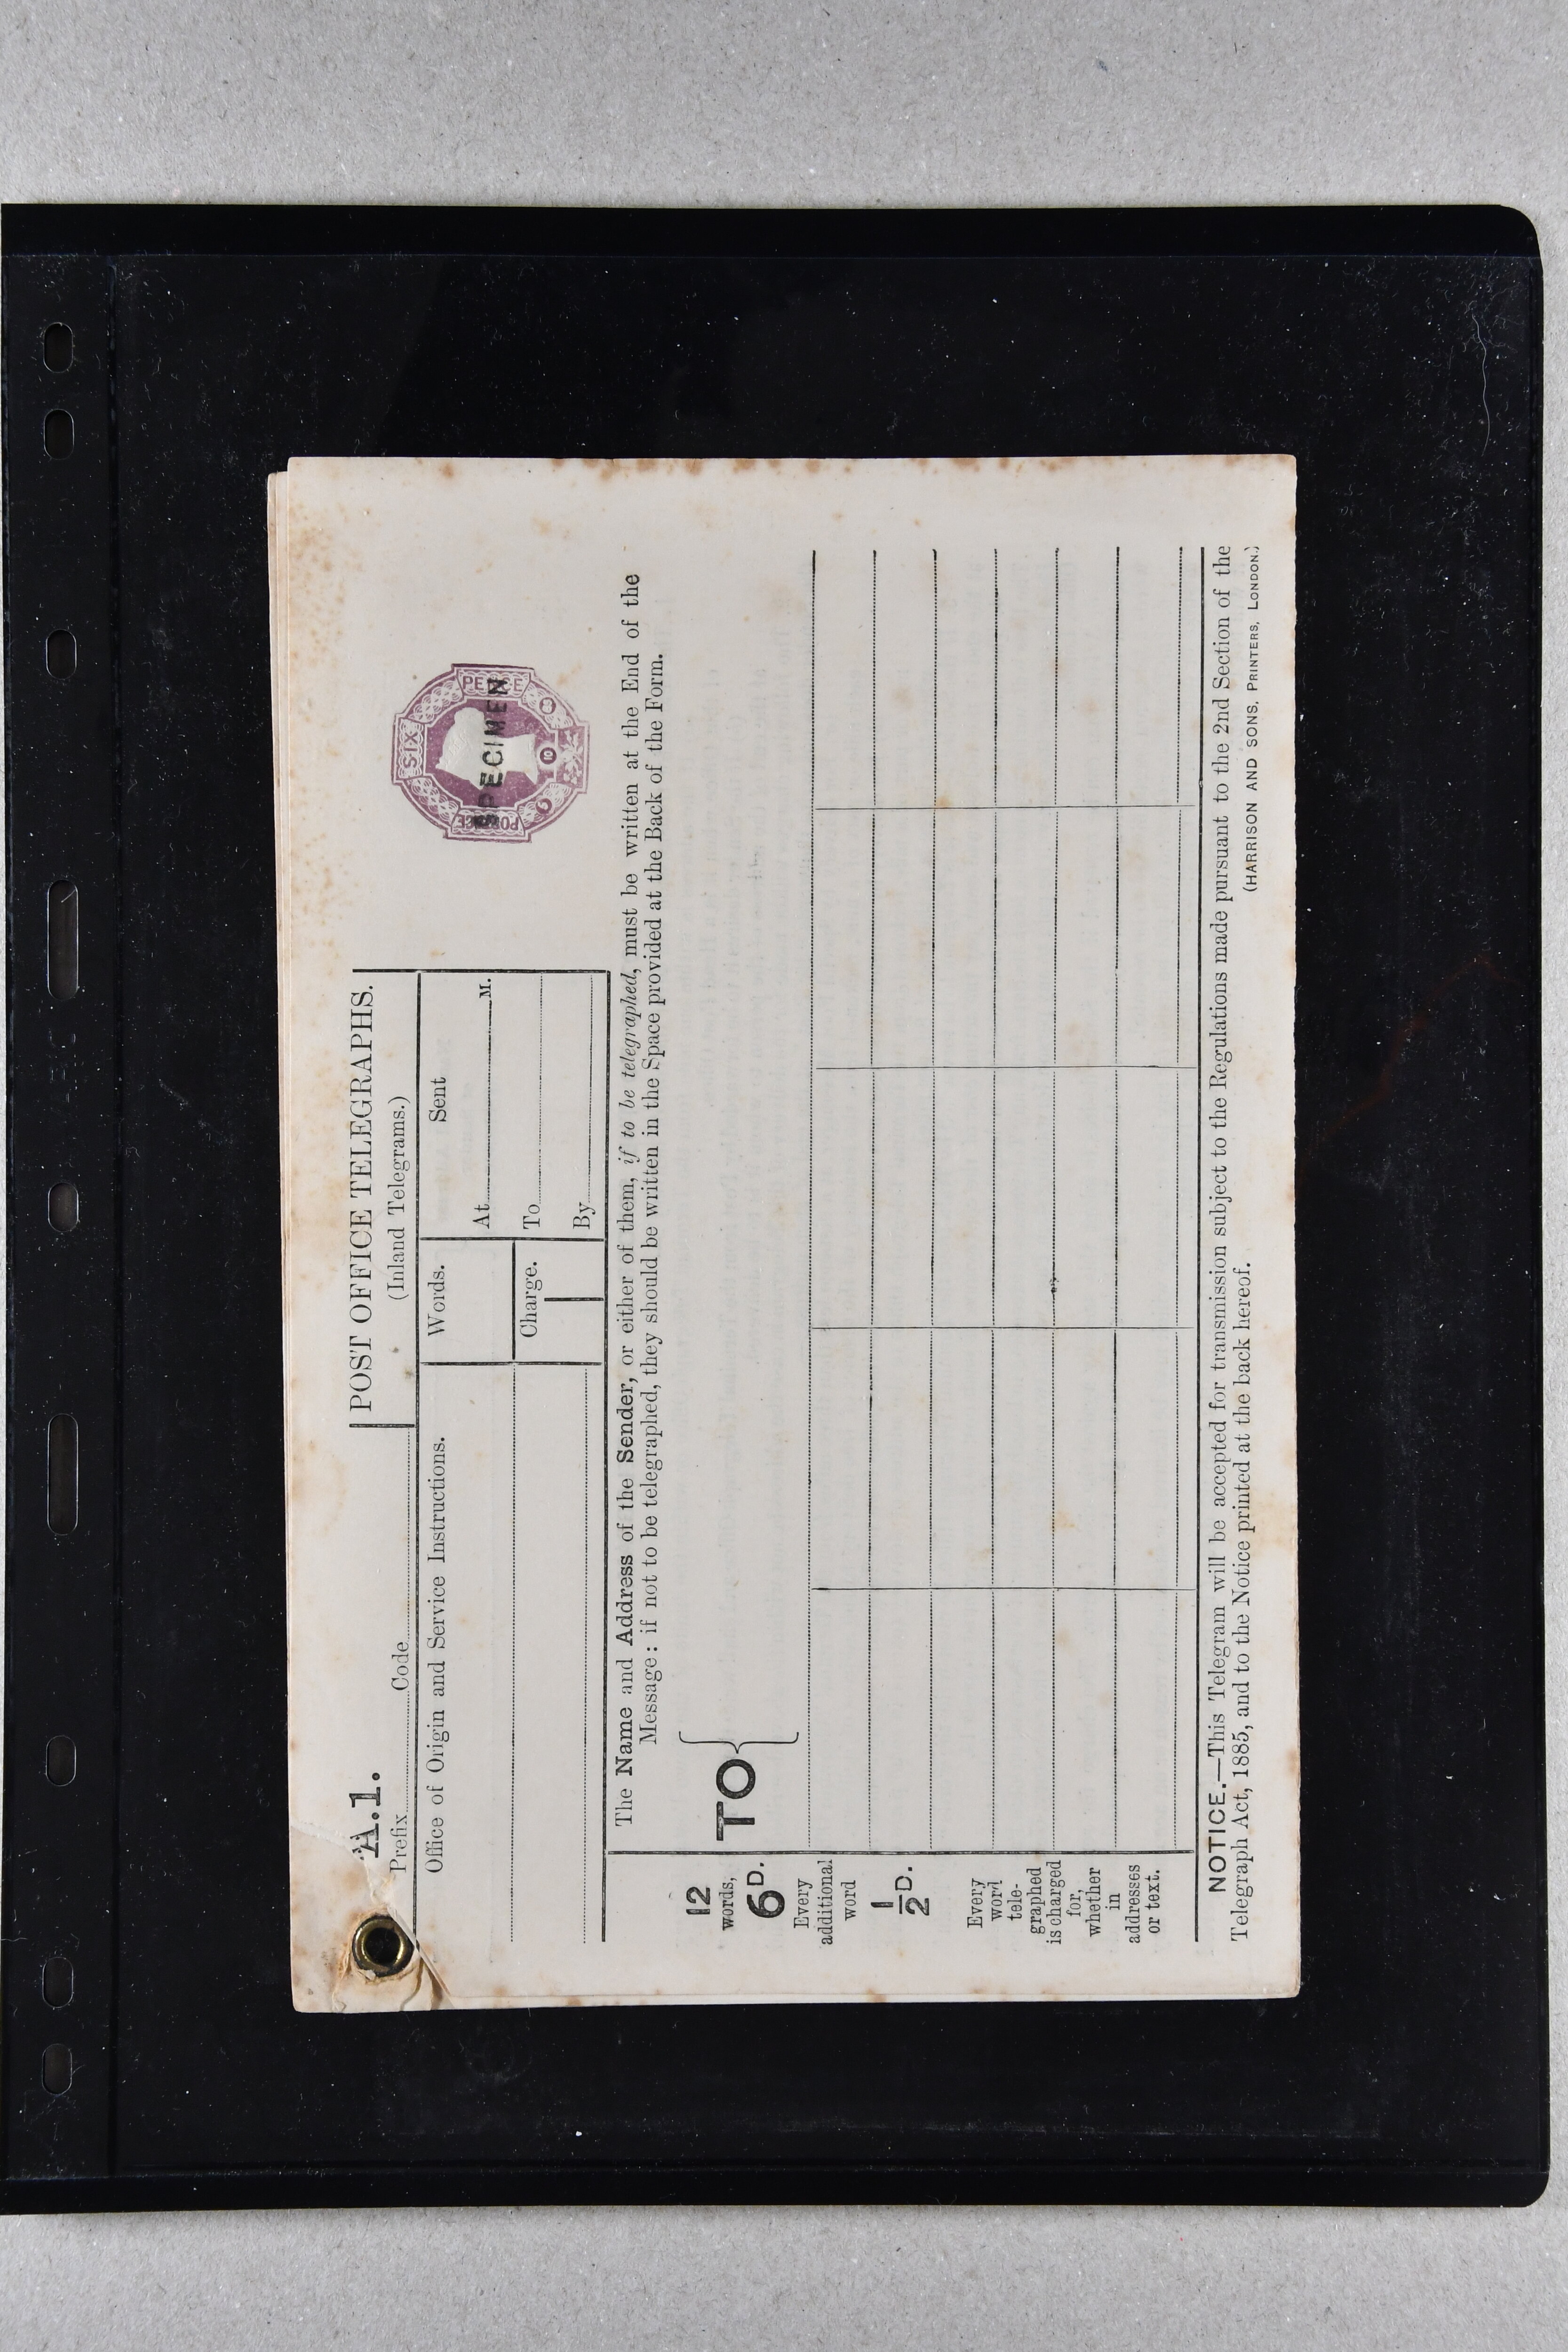 A.1.
POST OFFICE TELEGRAPHS.
(Inland Telegrams.)
Prefix Code
Office of Origin and Service Instructions.
Words.
Charge.
Sent
At M.
To
By
SIX
PENCE
POSTAGE
SPECIMEN
The Name and Address of the Sender, or either of them, if to be telegraphed, must be written at the End of the
Message: if not to be telegraphed, they should be written in the Space provided at the Back of the Form.
12
words,
6D.
Every
additional
word
½D.
Every
word
tele-
graphed
is charged
for,
whether
in
addresses
or text.
TO
NOTICE.—This Telegram will be accepted for transmission subject to the Regulations made pursuant to the 2nd Section of the
Telegraph Act, 1885, and to the Notice printed at the back hereof.
(HARRISON AND SONS, PRINTERS, LONDON.)